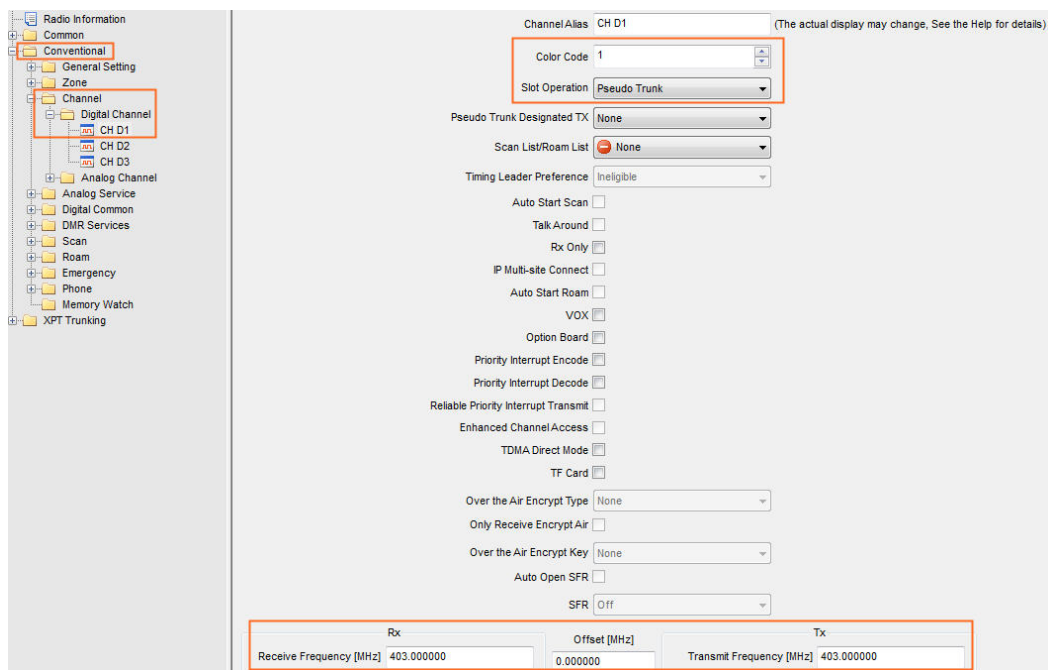 Radio Information
Common
Conventional
General Setting
Zone
Channel
Digital Channel
CH D1
CH D2
CH D3
Analog Channel
Analog Service
Digital Common
DMR Services
Scan
Roam
Emergency
Phone
Memory Watch
XPT Trunking
Channel Alias CH D1 (The actual display may change, See the Help for details)
Color Code 1
Slot Operation Pseudo Trunk
Pseudo Trunk Designated TX None
Scan List/Roam List None
Timing Leader Preference Ineligible
Auto Start Scan
Talk Around
Rx Only
IP Multi-site Connect
Auto Start Roam
VOX
Option Board
Priority Interrupt Encode
Priority Interrupt Decode
Reliable Priority Interrupt Transmit
Enhanced Channel Access
TDMA Direct Mode
TF Card
Over the Air Encrypt Type None
Only Receive Encrypt Air
Over the Air Encrypt Key None
Auto Open SFR
SFR Off
Rx Offset [MHz] Tx
Receive Frequency [MHz] 403.000000 0.000000 Transmit Frequency [MHz] 403.000000